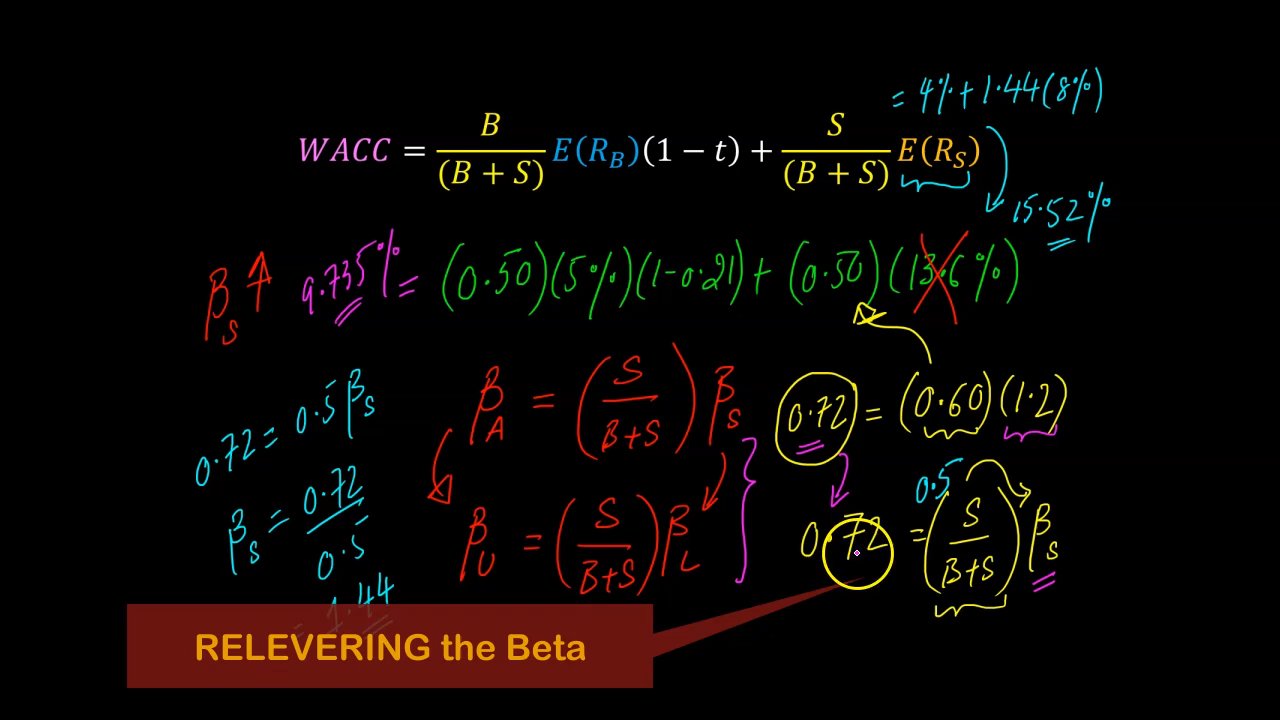 = 4% + 1.44(8%)
WACC = B/(B + S) E(R_B)(1 − t) + S/(B + S) E(R_S)
15.52%
β_S ↑ 9.735% = (0.50)(5%)(1-0.21) + (0.50)(13.6%)
0.72 = 0.5 β_S
β_A = (S/B+S) β_S
0.72 = (0.60)(1.2)
β_S = 0.72/0.5
= 1.44
β_U = (S/B+S) β_L
0.5
0.72 = (S/B+S) β_S
RELEVERING the Beta